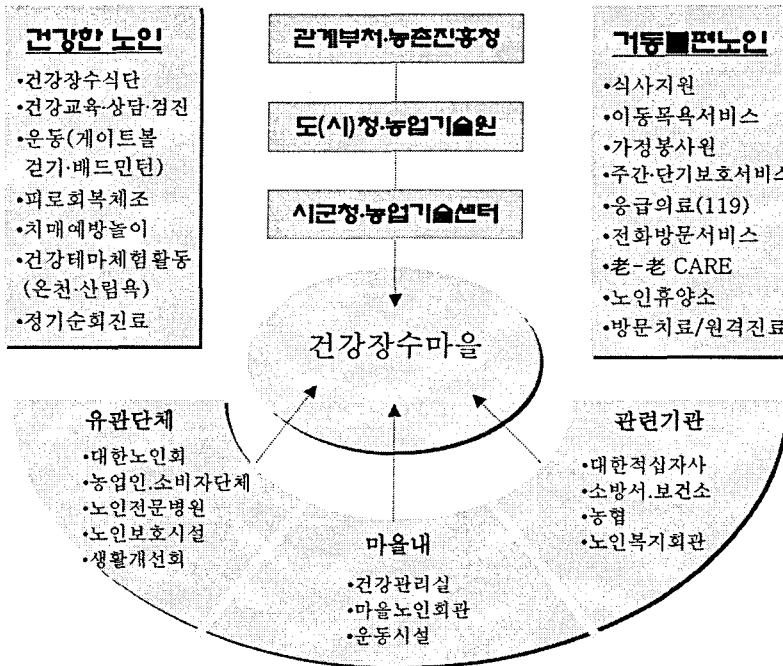 건강한 노인
•건강장수식단
•건강교육·상담·검진
•운동(게이트볼
걷기·배드민턴)
•피로회복체조
•치매예방놀이
•건강테마체험활동
(온천·산림욕)
•정기순회진료
관계부처·농촌진흥청
도(시)청·농업기술원
시군청·농업기술센터
거동불편노인
•식사지원
•이동목욕서비스
•가정봉사원
•주간·단기보호서비스
•응급의료(119)
•전화방문서비스
•老-老 CARE
•노인휴양소
•방문치료/원격진료
건강장수마을
유관단체
•대한노인회
•농업인.소비자단체
•노인전문병원
•노인보호시설
•생활개선회
마을내
•건강관리실
•마을노인회관
•운동시설
관련기관
•대한적십자사
•소방서.보건소
•농협
•노인복지회관